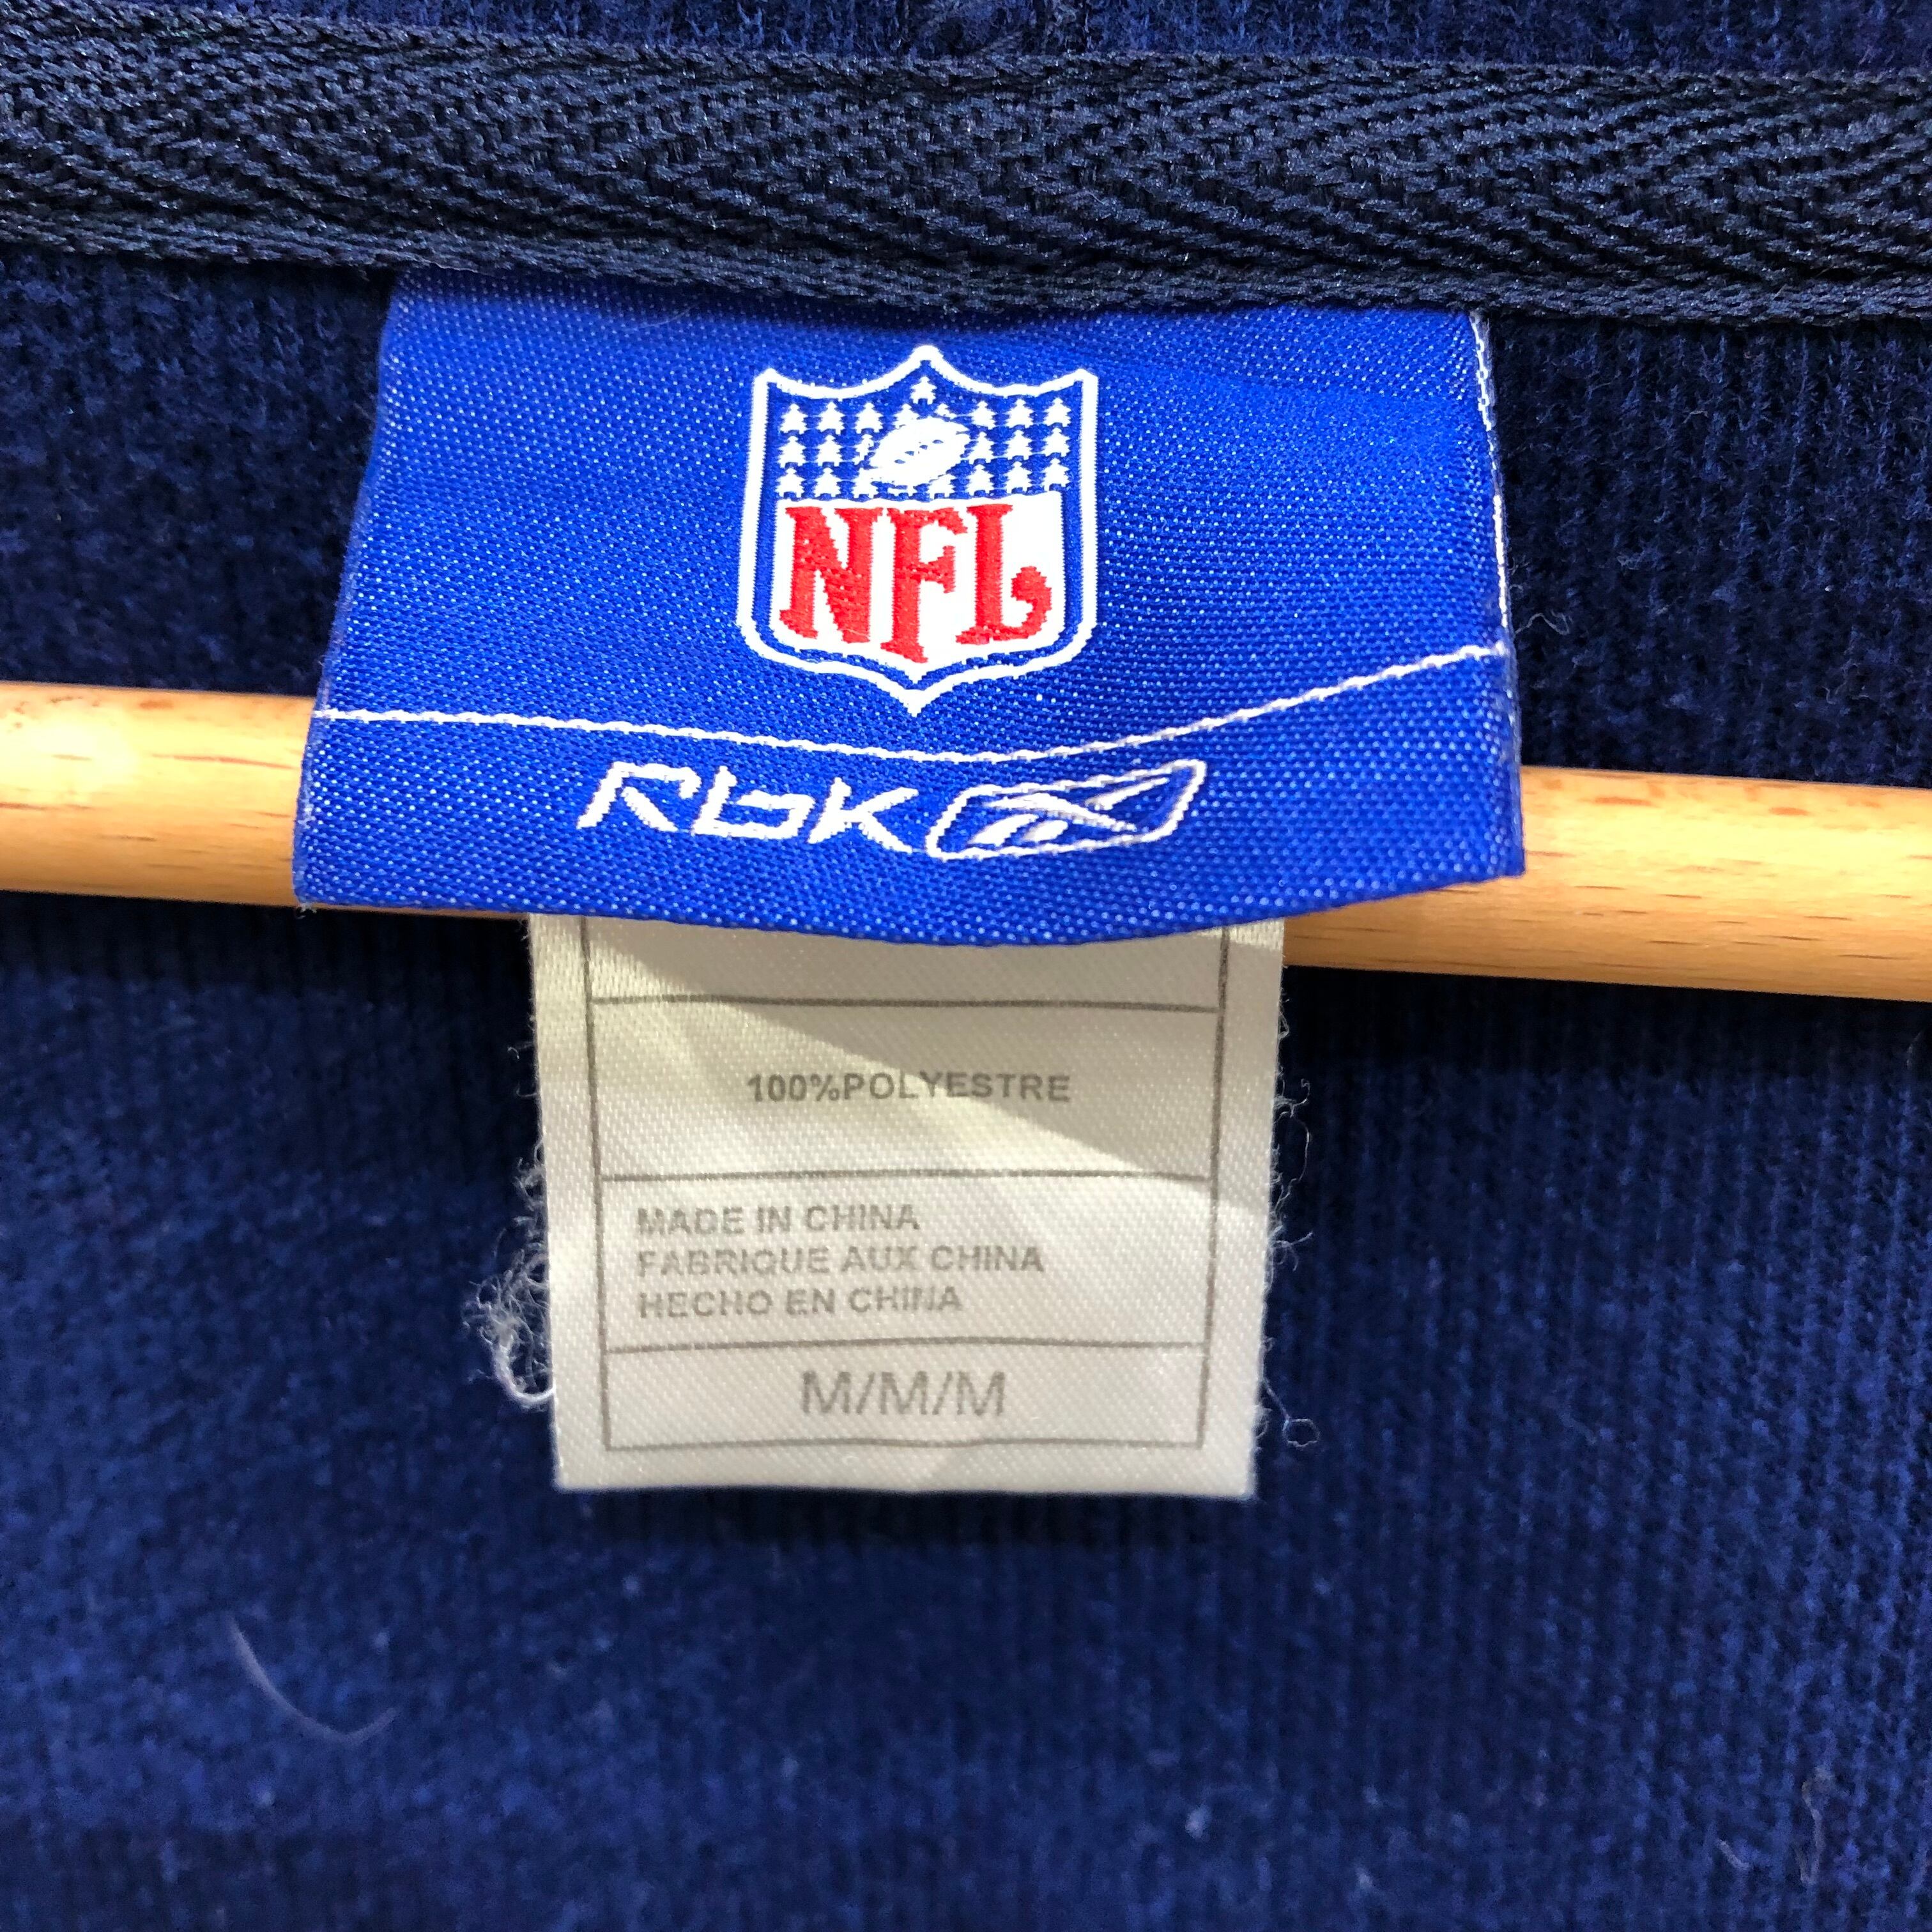 NFL
Rbk
100%POLYESTRE
MADE IN CHINA
FABRIQUE AUX CHINA
HECHO EN CHINA
M/M/M